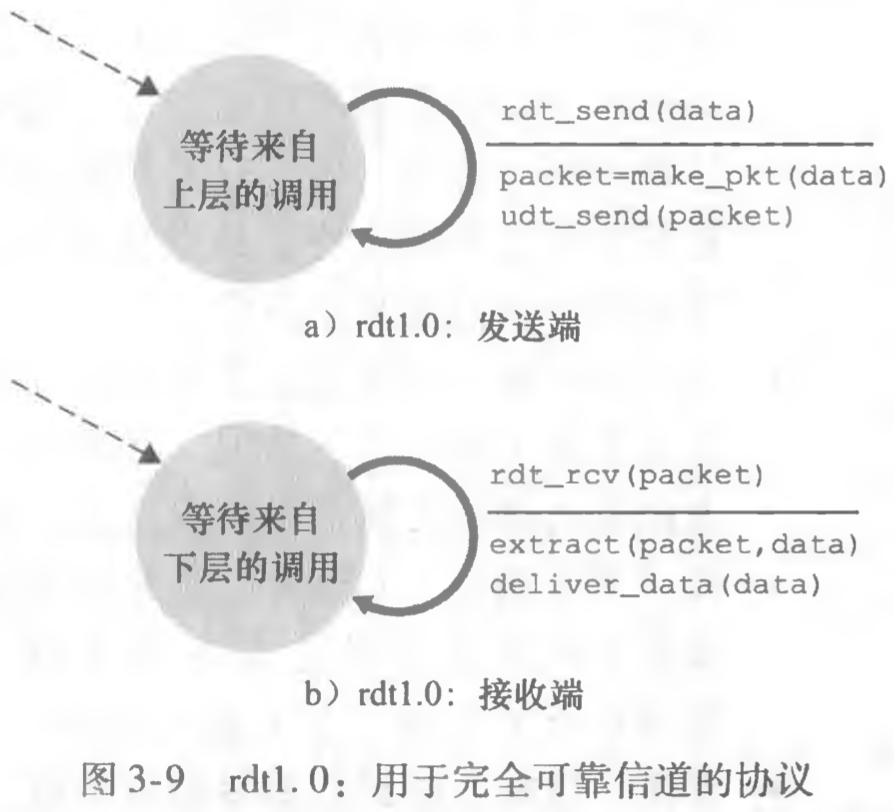 等待来自
上层的调用
rdt_send(data)
packet=make_pkt(data)
udt_send(packet)
a）rdt1.0：发送端
等待来自
下层的调用
rdt_rcv(packet)
extract(packet,data)
deliver_data(data)
b）rdt1.0：接收端
图 3-9 rdt1.0：用于完全可靠信道的协议